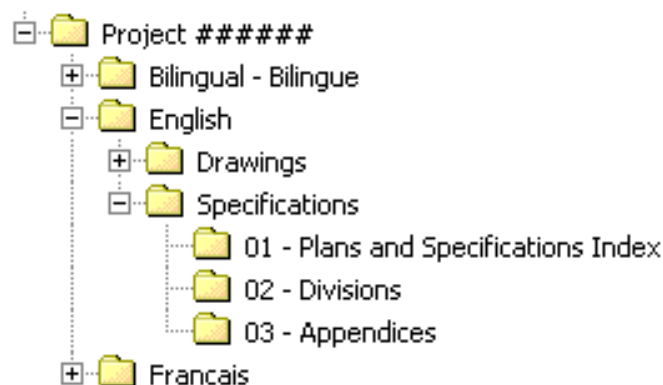 Project ######
Bilingual - Bilingue
English
Drawings
Specifications
01 - Plans and Specifications Index
02 - Divisions
03 - Appendices
Francais